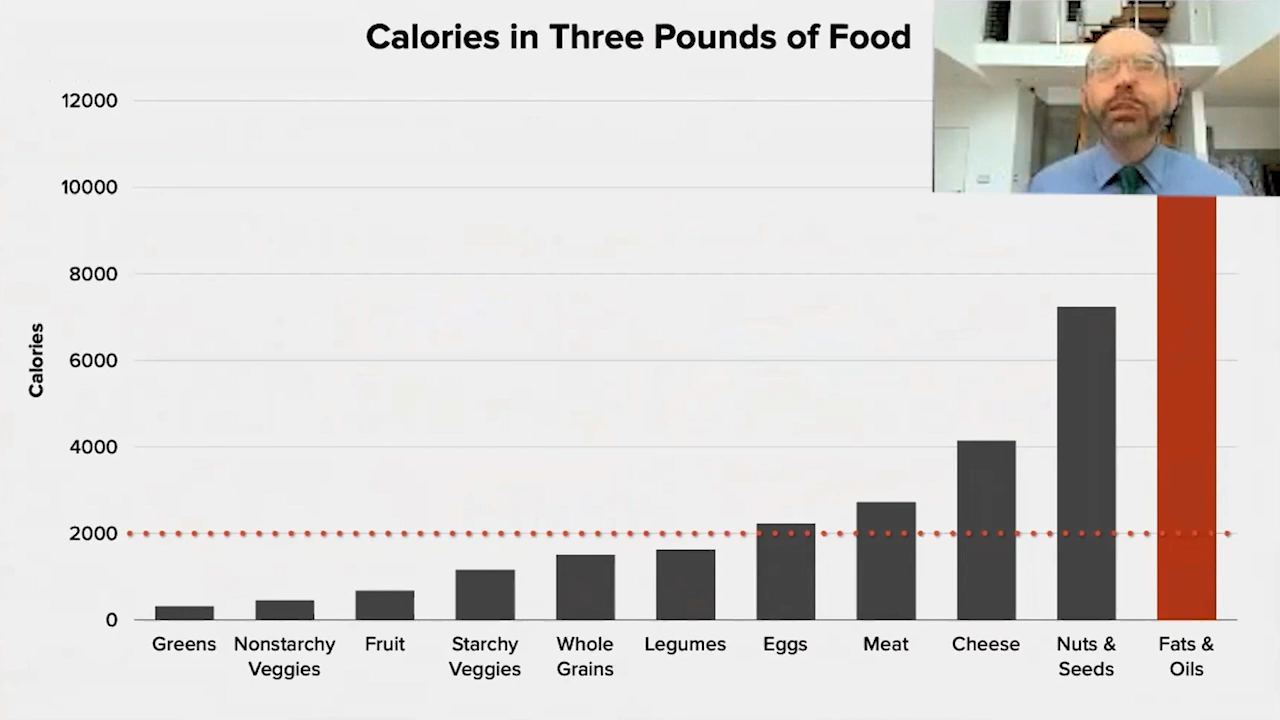 Calories in Three Pounds of Food
12000
10000
8000
6000
4000
2000
0
Calories
Greens
Nonstarchy
Veggies
Fruit
Starchy
Veggies
Whole
Grains
Legumes
Eggs
Meat
Cheese
Nuts &
Seeds
Fats &
Oils